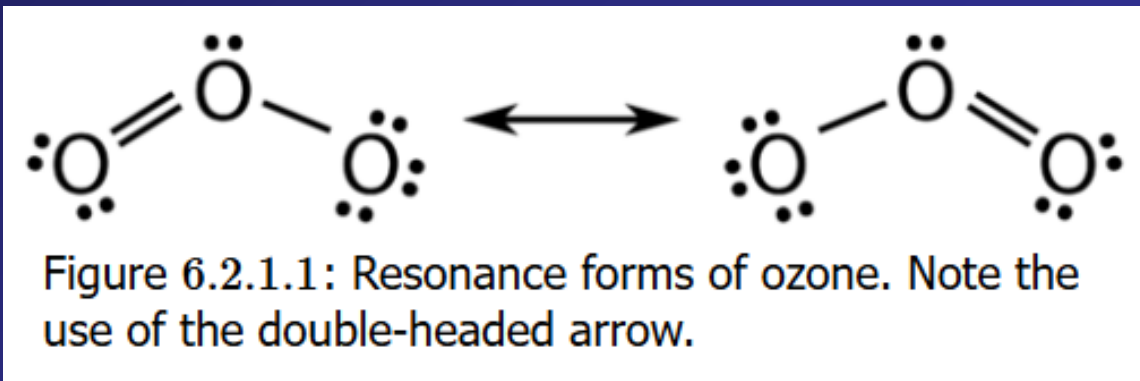 O O O O O O
Figure 6.2.1.1: Resonance forms of ozone. Note the
use of the double-headed arrow.